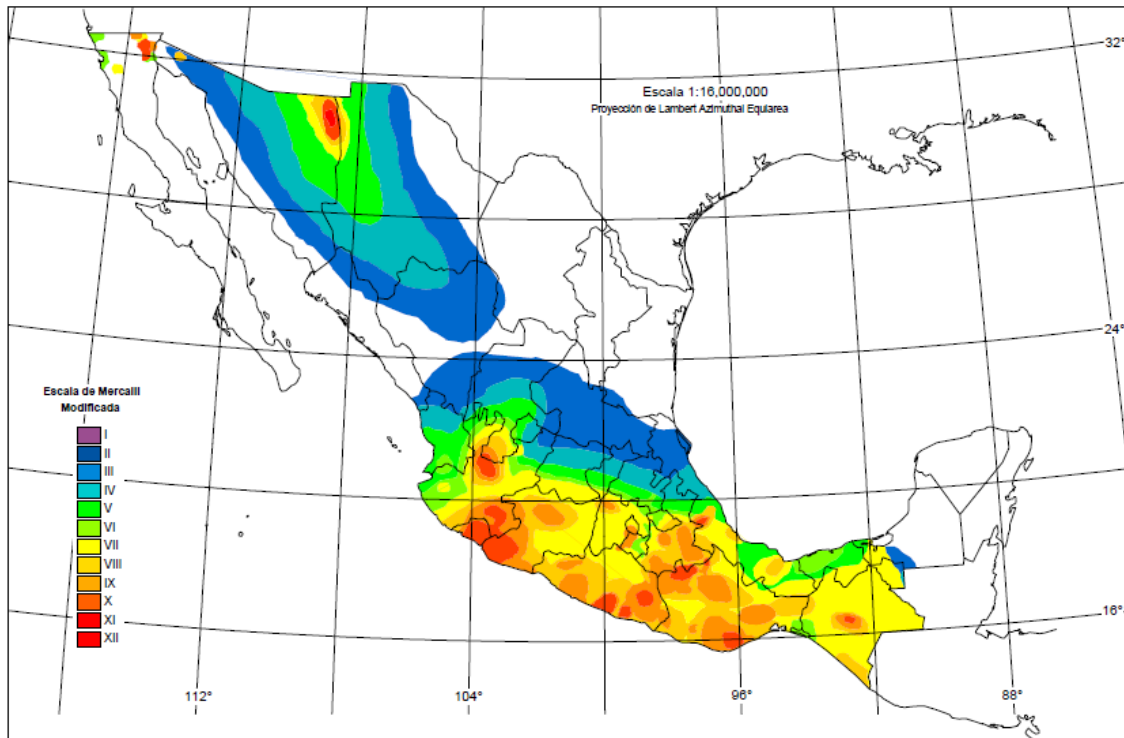 32°
Escala 1:16,000,000
Proyección de Lambert Azimuthal Equiarea
24°
Escala de Mercalli
Modificada
I
II
III
IV
V
VI
VII
VIII
IX
X
XI
XII
16°
112°
104°
96°
88°